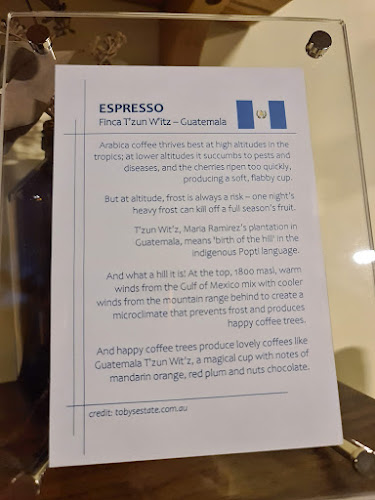 ESPRESSO
Finca T'zun W'itz – Guatemala
Arabica coffee thrives best at high altitudes in the
tropics; at lower altitudes it succumbs to pests and
diseases, and the cherries ripen too quickly,
producing a soft, flabby cup.
But at altitude, frost is always a risk – one night's
heavy frost can kill off a full season's fruit.
T'zun Wit'z, Maria Ramirez's plantation in
Guatemala, means 'birth of the hill' in the
indigenous Popti language.
And what a hill it is! At the top, 1800 masl, warm
winds from the Gulf of Mexico mix with cooler
winds from the mountain range behind to create a
microclimate that prevents frost and produces
happy coffee trees.
And happy coffee trees produce lovely coffees like
Guatemala T'zun Wit'z, a magical cup with notes of
mandarin orange, red plum and nuts chocolate.
credit: tobysestate.com.au